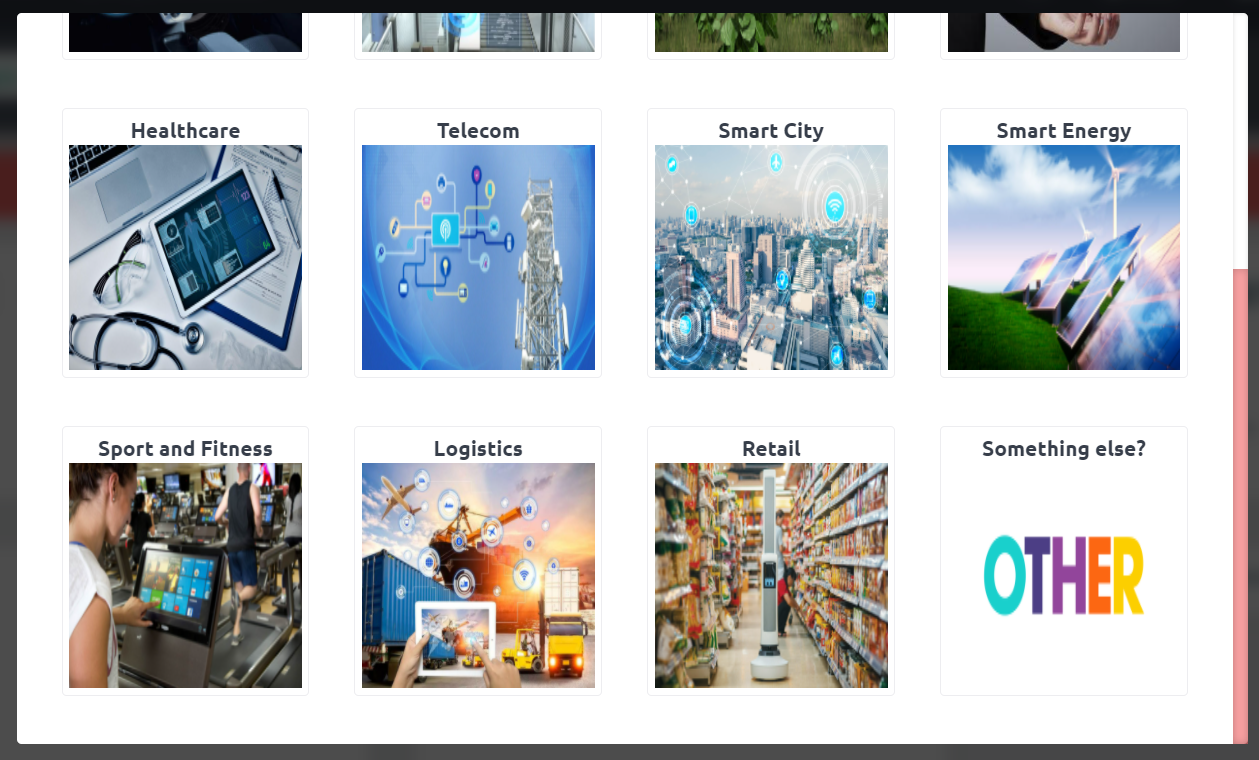 Healthcare
Telecom
Smart City
Smart Energy
Sport and Fitness
Logistics
Retail
Something else?
OTHER